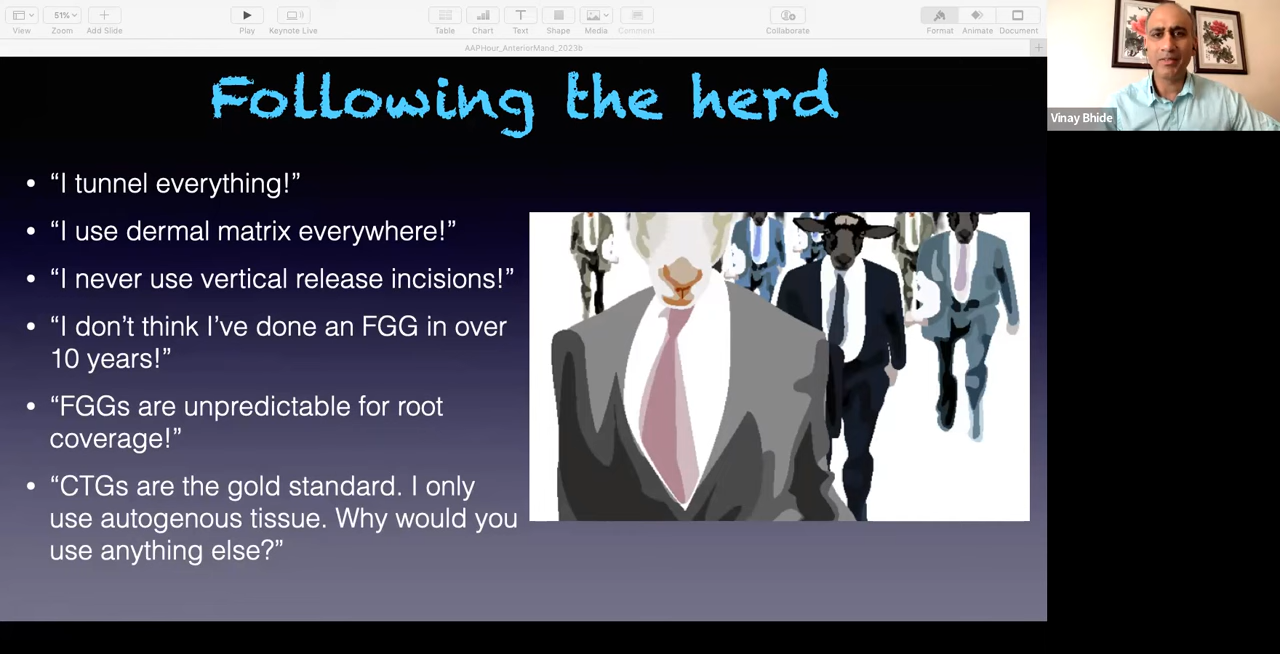 51%
View
Zoom
Add Slide
Play
Keynote Live
Table
Chart
Text
Shape
Media
Comment
Collaborate
Format
Animate
Document
AAPHour_AnteriorMand_2023b
Vinay Bhide
Following the herd
• “I tunnel everything!”
• “I use dermal matrix everywhere!”
• “I never use vertical release incisions!”
• “I don’t think I’ve done an FGG in over
10 years!”
• “FGGs are unpredictable for root
coverage!”
• “CTGs are the gold standard. I only
use autogenous tissue. Why would you
use anything else?”